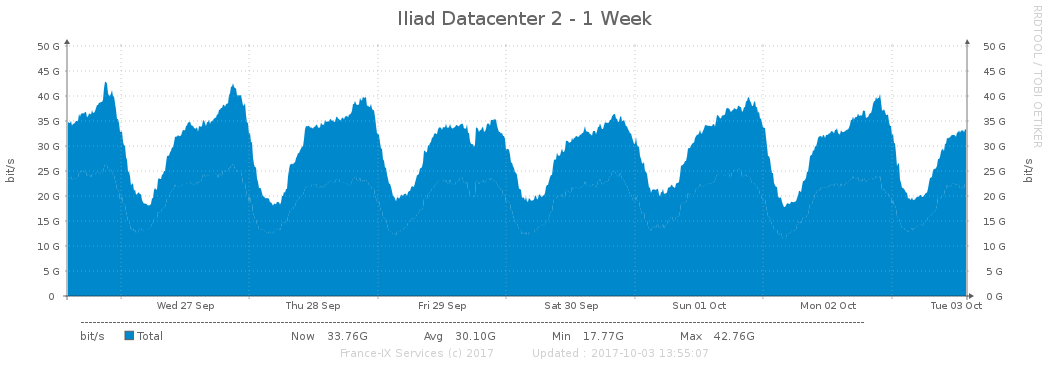 Iliad Datacenter 2 - 1 Week
RRDTOOL / TOBI OETIKER
50 G 50 G
45 G 45 G
40 G 40 G
35 G 35 G
30 G 30 G
25 G 25 G
20 G 20 G
15 G 15 G
10 G 10 G
5 G 5 G
0 0 G
bit/s
bit/s
Wed 27 Sep Thu 28 Sep Fri 29 Sep Sat 30 Sep Sun 01 Oct Mon 02 Oct Tue 03 Oct
bit/s Total Now 33.76G Avg 30.10G Min 17.77G Max 42.76G
France-IX Services (c) 2017 Updated : 2017-10-03 13:55:07